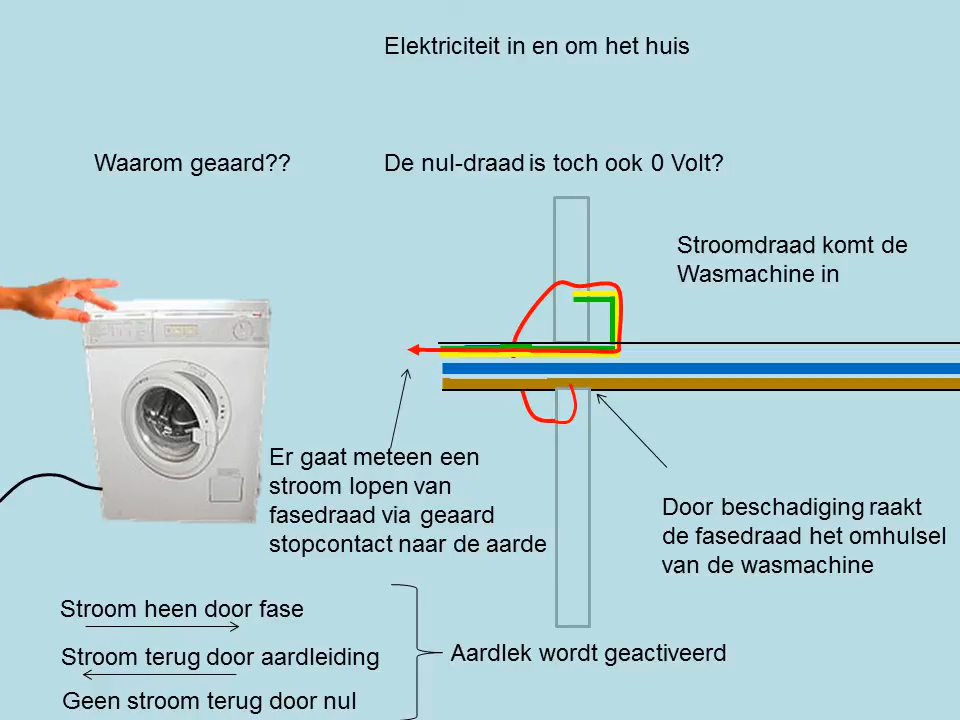 Elektriciteit in en om het huis
Waarom geaard??
De nul-draad is toch ook 0 Volt?
Stroomdraad komt de
Wasmachine in
Er gaat meteen een
stroom lopen van
fasedraad via geaard
stopcontact naar de aarde
Door beschadiging raakt
de fasedraad het omhulsel
van de wasmachine
Stroom heen door fase
Stroom terug door aardleiding
Geen stroom terug door nul
Aardlek wordt geactiveerd